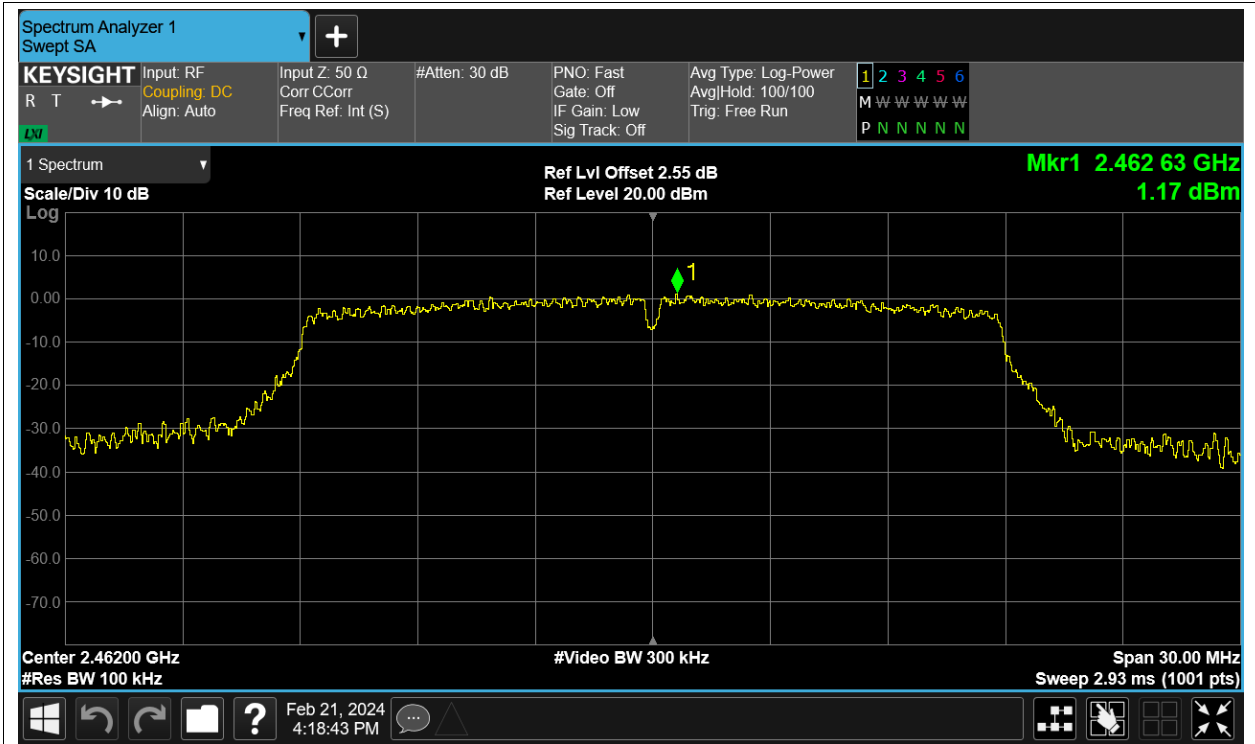 Spectrum Analyzer 1
Swept SA
KEYSIGHT
R T
LXI
Input: RF
Coupling: DC
Align: Auto
Input Z: 50 Ω
Corr CCorr
Freq Ref: Int (S)
#Atten: 30 dB
PNO: Fast
Gate: Off
IF Gain: Low
Sig Track: Off
Avg Type: Log-Power
Avg|Hold: 100/100
Trig: Free Run
1 2 3 4 5 6
M W W W W W
P N N N N N
1 Spectrum
Scale/Div 10 dB
Log
Ref Lvl Offset 2.55 dB
Ref Level 20.00 dBm
Mkr1 2.462 63 GHz
1.17 dBm
1
10.0
0.00
-10.0
-20.0
-30.0
-40.0
-50.0
-60.0
-70.0
Center 2.46200 GHz
#Video BW 300 kHz
Span 30.00 MHz
#Res BW 100 kHz
Sweep 2.93 ms (1001 pts)
?
Feb 21, 2024
4:18:43 PM